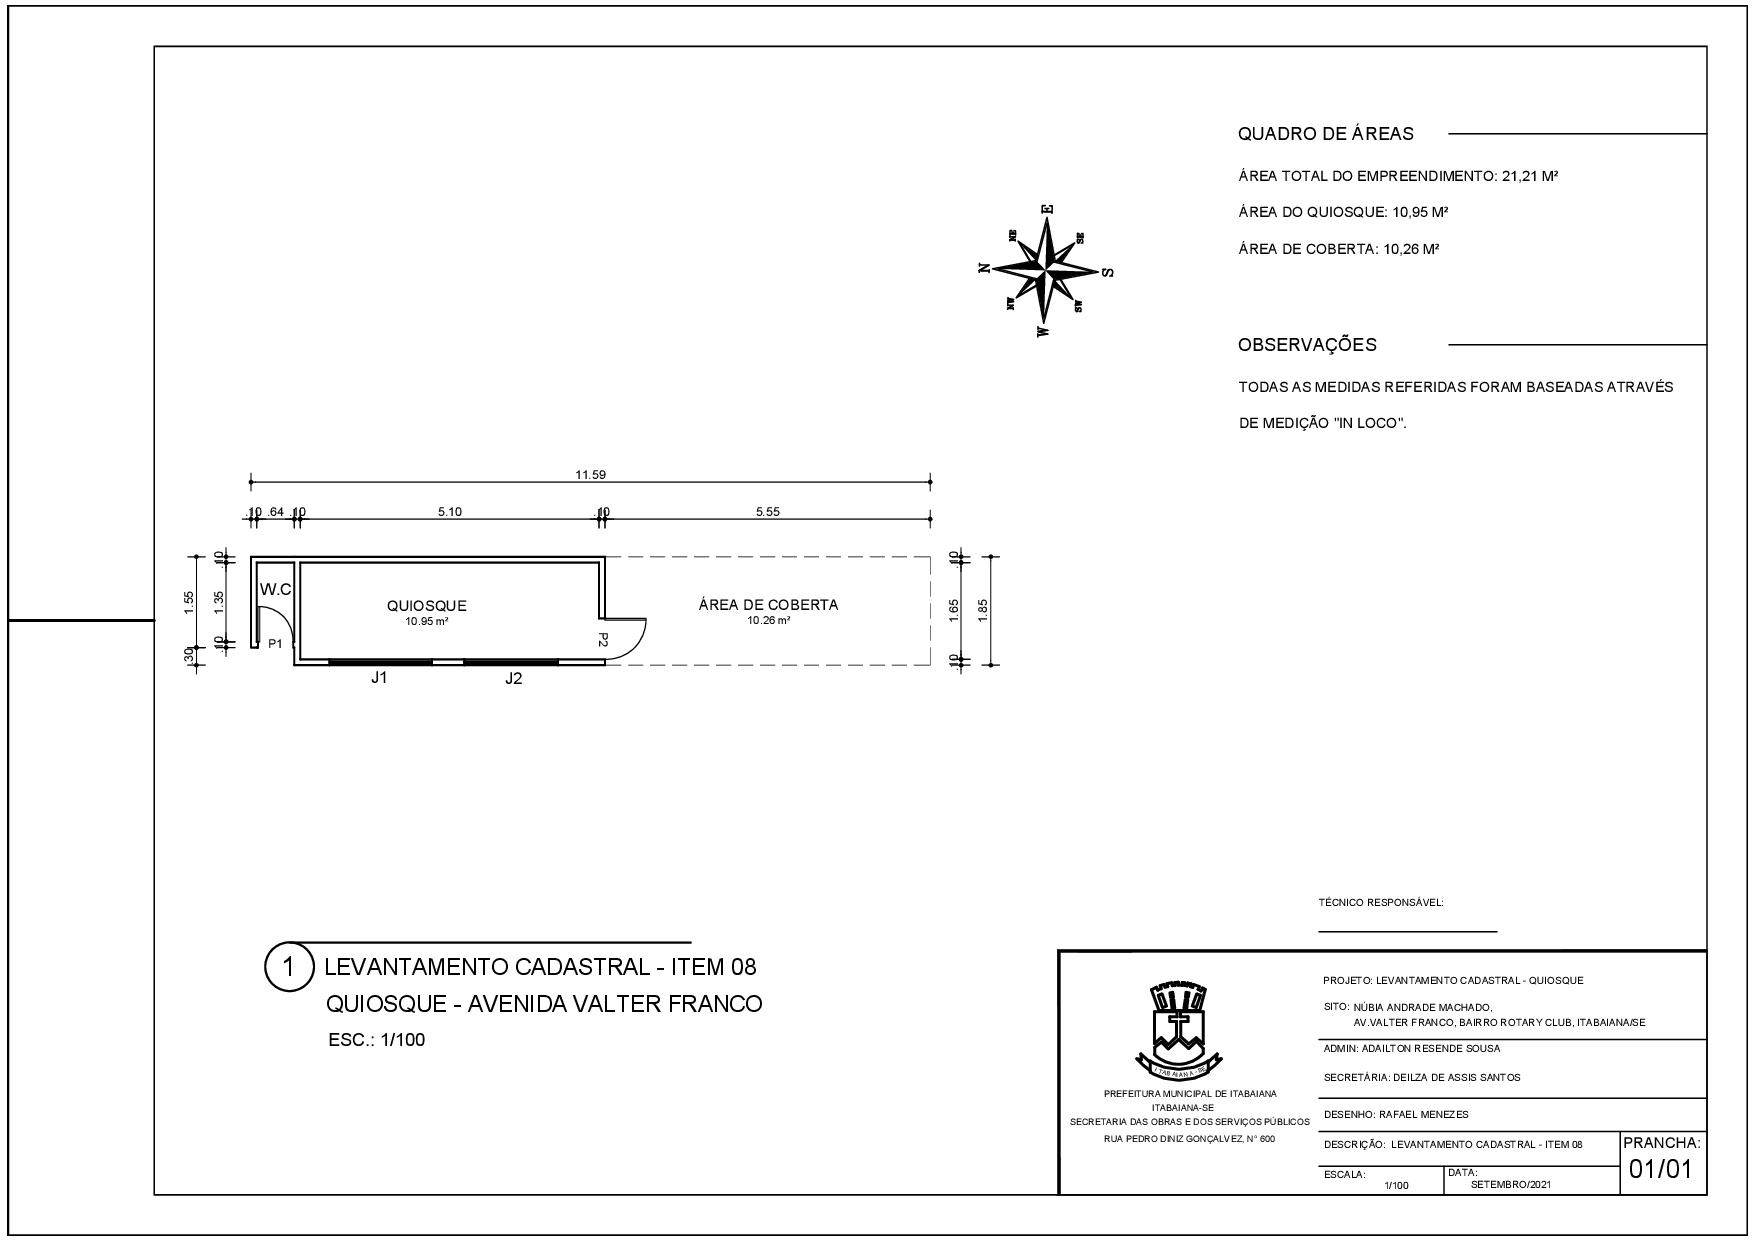 QUADRO DE ÁREAS
ÁREA TOTAL DO EMPREENDIMENTO: 21,21 M²
ÁREA DO QUIOSQUE: 10,95 M²
ÁREA DE COBERTA: 10,26 M²
E
NE
SE
N
S
NW
SW
W
OBSERVAÇÕES
TODAS AS MEDIDAS REFERIDAS FORAM BASEADAS ATRAVÉS
DE MEDIÇÃO "IN LOCO".
11.59
.10 .64 .10 5.10 .10 5.55
.10
1.55
1.35
.10
.30
W.C
P1
QUIOSQUE
10.95 m²
P2
ÁREA DE COBERTA
10.26 m²
.10
1.65
1.85
.10
J1
J2
1
LEVANTAMENTO CADASTRAL - ITEM 08
QUIOSQUE - AVENIDA VALTER FRANCO
ESC.: 1/100
TÉCNICO RESPONSÁVEL:
ITABAIANA - SE
PREFEITURA MUNICIPAL DE ITABAIANA
ITABAIANA-SE
SECRETARIA DAS OBRAS E DOS SERVIÇOS PÚBLICOS
RUA PEDRO DINIZ GONÇALVEZ, N° 600
PROJETO: LEVANTAMENTO CADASTRAL - QUIOSQUE
SITO: NÚBIA ANDRADE MACHADO,
AV.VALTER FRANCO, BAIRRO ROTARY CLUB, ITABAIANA/SE
ADMIN: ADAILTON RESENDE SOUSA
SECRETÁRIA: DEILZA DE ASSIS SANTOS
DESENHO: RAFAEL MENEZES
DESCRIÇÃO: LEVANTAMENTO CADASTRAL - ITEM 08
ESCALA:
1/100
DATA:
SETEMBRO/2021
PRANCHA:
01/01